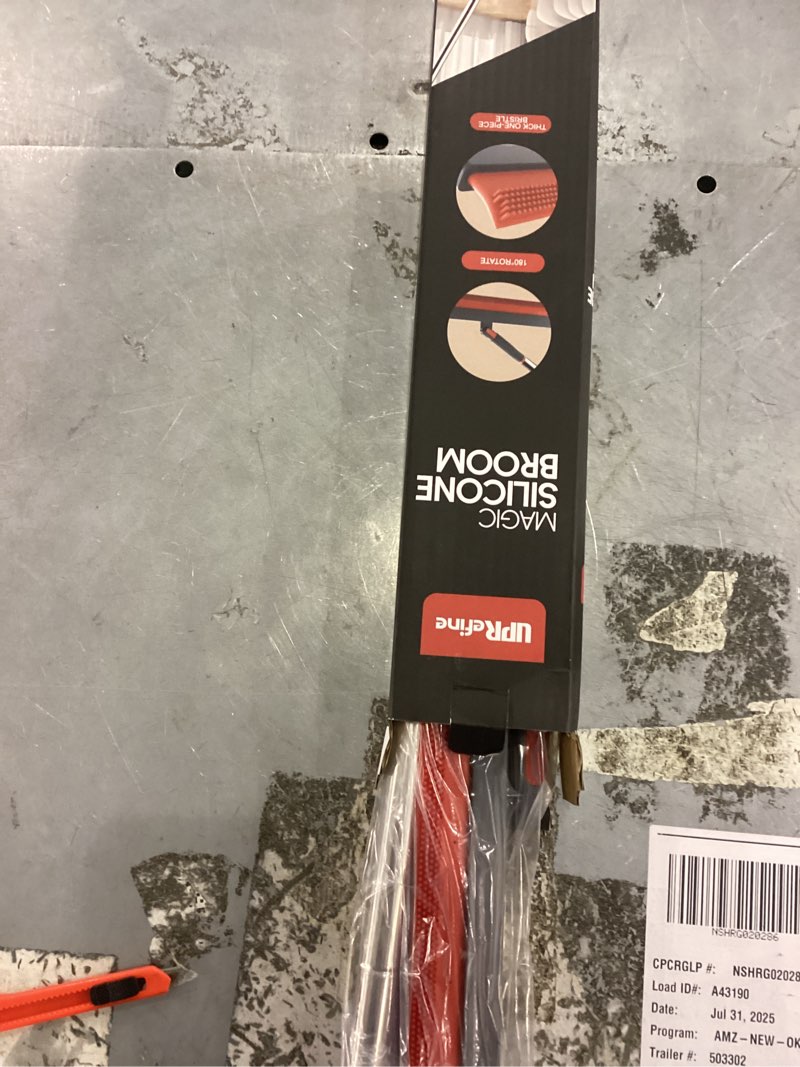 UPRefine
MAGIC
SILICONE
BROOM
180°ROTATE
THICK ONE-PIECE
BRISTLE
NSHRG020286
CPCRGLP #: NSHRG02028
Load ID#: A43190
Date: Jul 31, 2025
Program: AMZ-NEW-OK
Trailer #: 503302